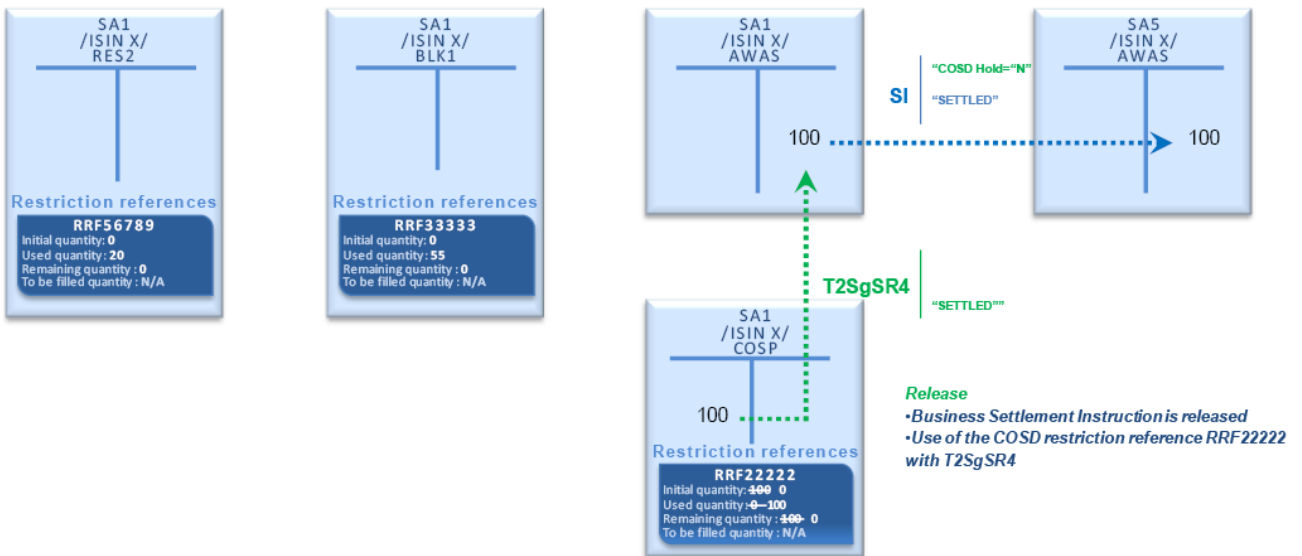 SA1
/ISIN X/
RES2
Restriction references
RRF56789
Initial quantity: 0
Used quantity: 20
Remaining quantity : 0
To be filled quantity : N/A
SA1
/ISIN X/
BLK1
Restriction references
RRF33333
Initial quantity: 0
Used quantity: 55
Remaining quantity : 0
To be filled quantity : N/A
SA1
/ISIN X/
AWAS
100
SI
"COSD Hold="N"
"SETTLED"
SA5
/ISIN X/
AWAS
100
T2SgSR4
"SETTLED""
SA1
/ISIN X/
COSP
100
Restriction references
RRF22222
Initial quantity: 100 0
Used quantity: 0 100
Remaining quantity : 100 0
To be filled quantity : N/A
Release
•Business Settlement Instruction is released
•Use of the COSD restriction reference RRF22222
with T2SgSR4